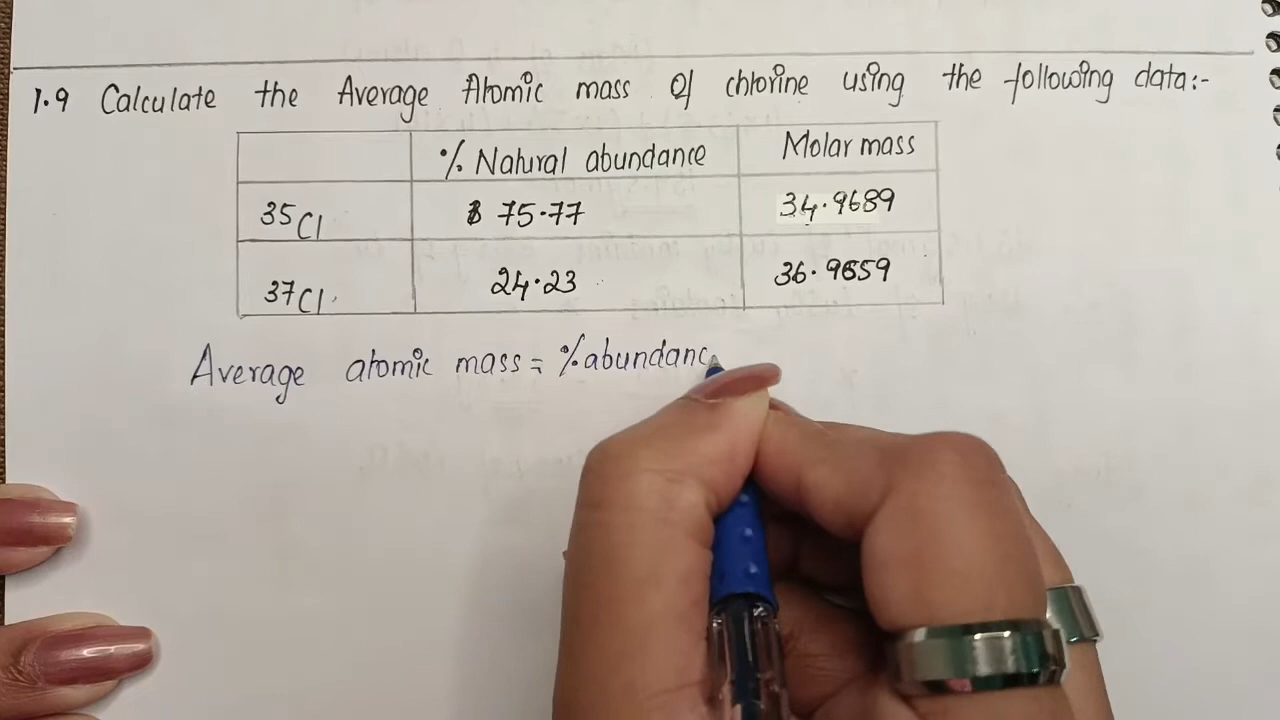 1.9 Calculate the Average Atomic mass of chlorine using the following data:-
% Natural abundance Molar mass
35Cl 75.77 34.9689
37Cl 24.23 36.9659
Average atomic mass = % abundanc